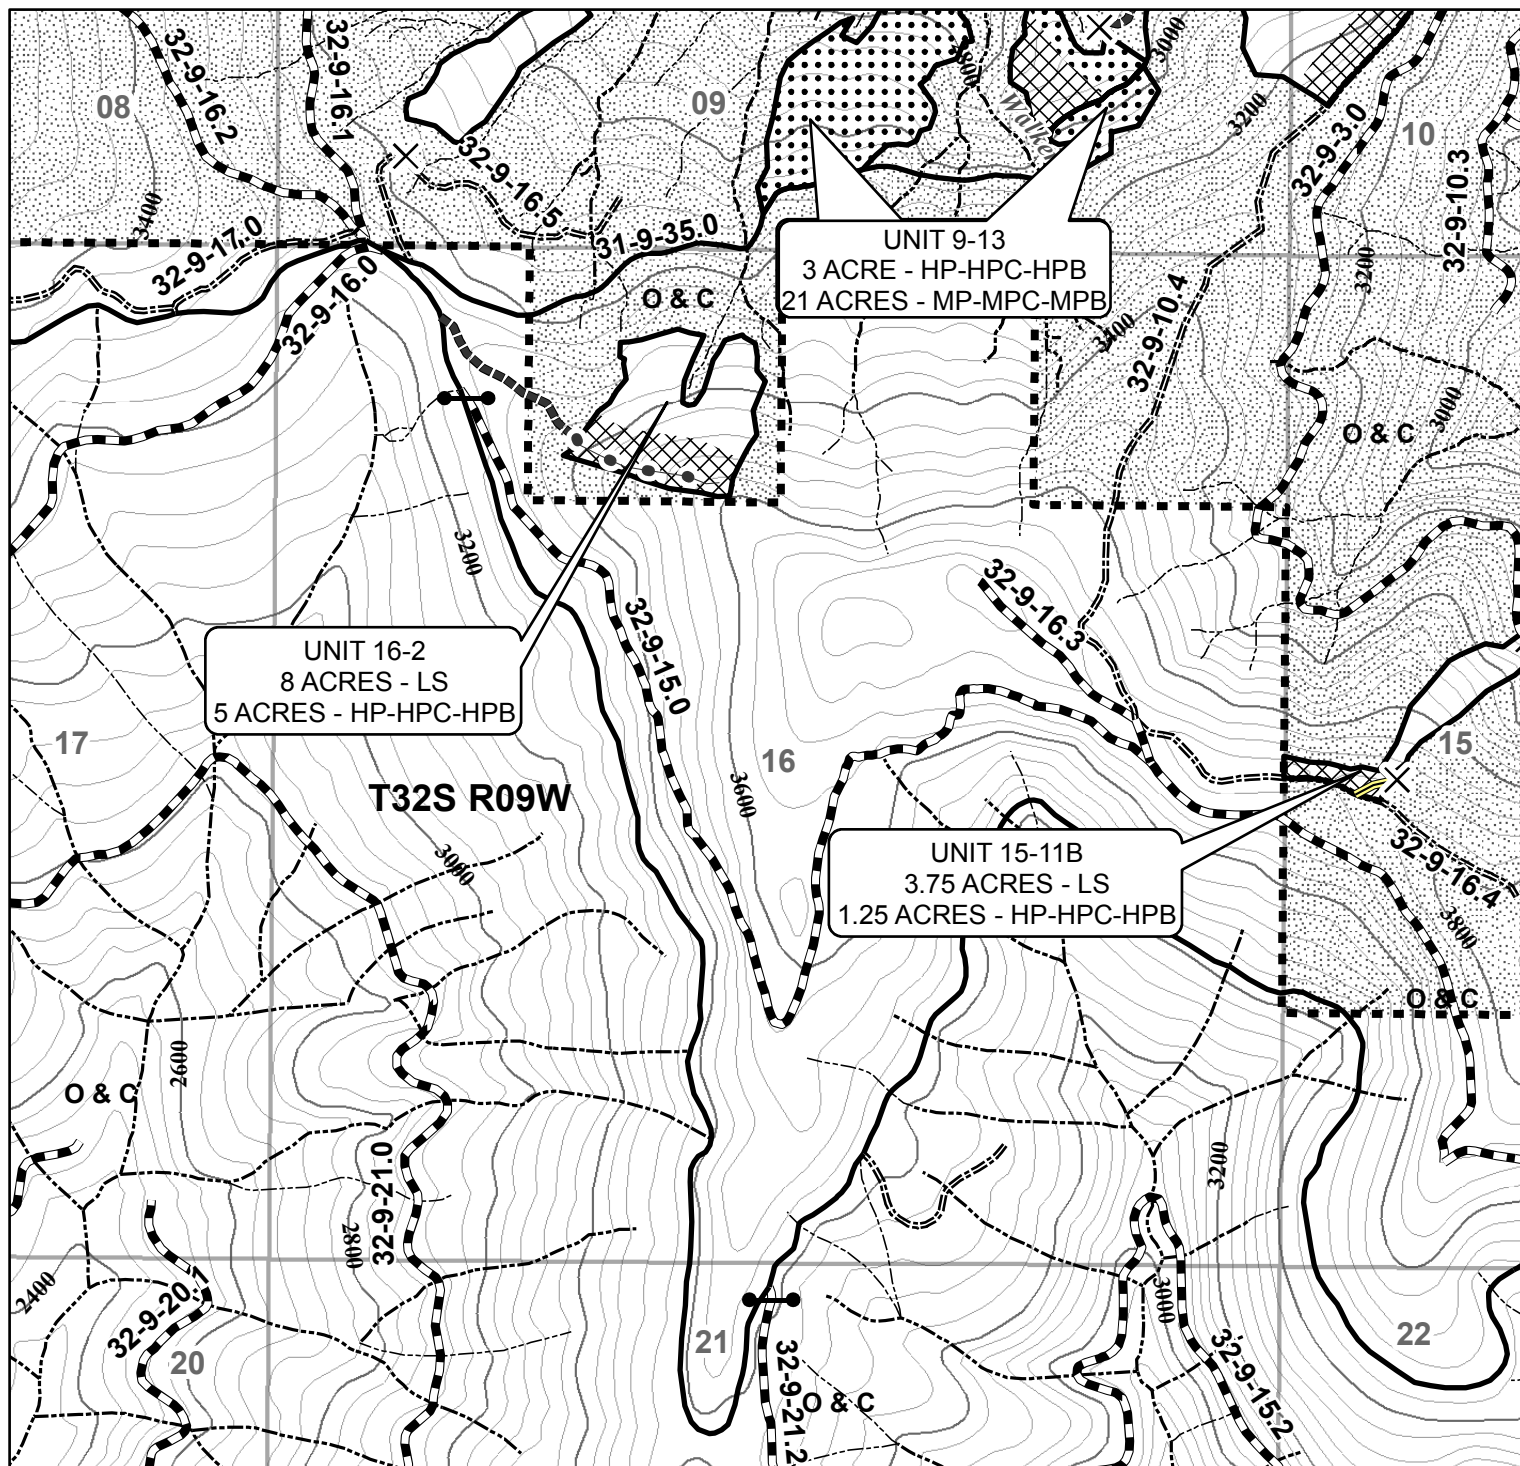 32-9-16.2
32-9-16.1
08
09
10
3800
3000
3200
Walker
32-9-3.0
32-9-10.3
32-9-16.5
3400
32-9-17.0
31-9-35.0
32-9-16.0
O & C
UNIT 9-13
3 ACRE - HP-HPC-HPB
21 ACRES - MP-MPC-MPB
3200
3400
32-9-10.4
3000
O & C
3200
32-9-16.3
32-9-15.0
UNIT 16-2
8 ACRES - LS
5 ACRES - HP-HPC-HPB
17
16
15
T32S R09W
3600
3000
UNIT 15-11B
3.75 ACRES - LS
1.25 ACRES - HP-HPC-HPB
32-9-16.4
3800
O & C
2600
O & C
32-9-21.0
2800
3200
2400
32-9-20.1
20
21
32-9-21.2
O & C
3000
32-9-15.2
22